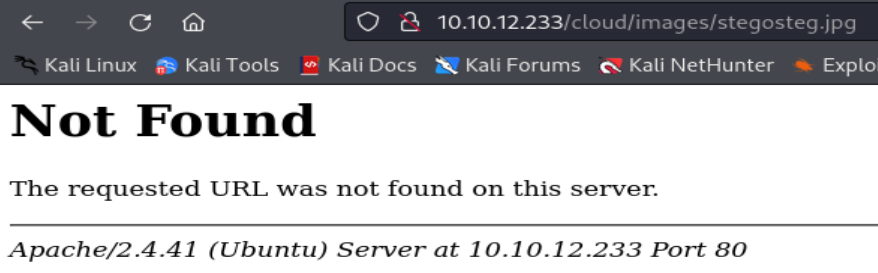 10.10.12.233/cloud/images/stegosteg.jpg
Kali Linux Kali Tools Kali Docs Kali Forums Kali NetHunter Explo
Not Found
The requested URL was not found on this server.
Apache/2.4.41 (Ubuntu) Server at 10.10.12.233 Port 80